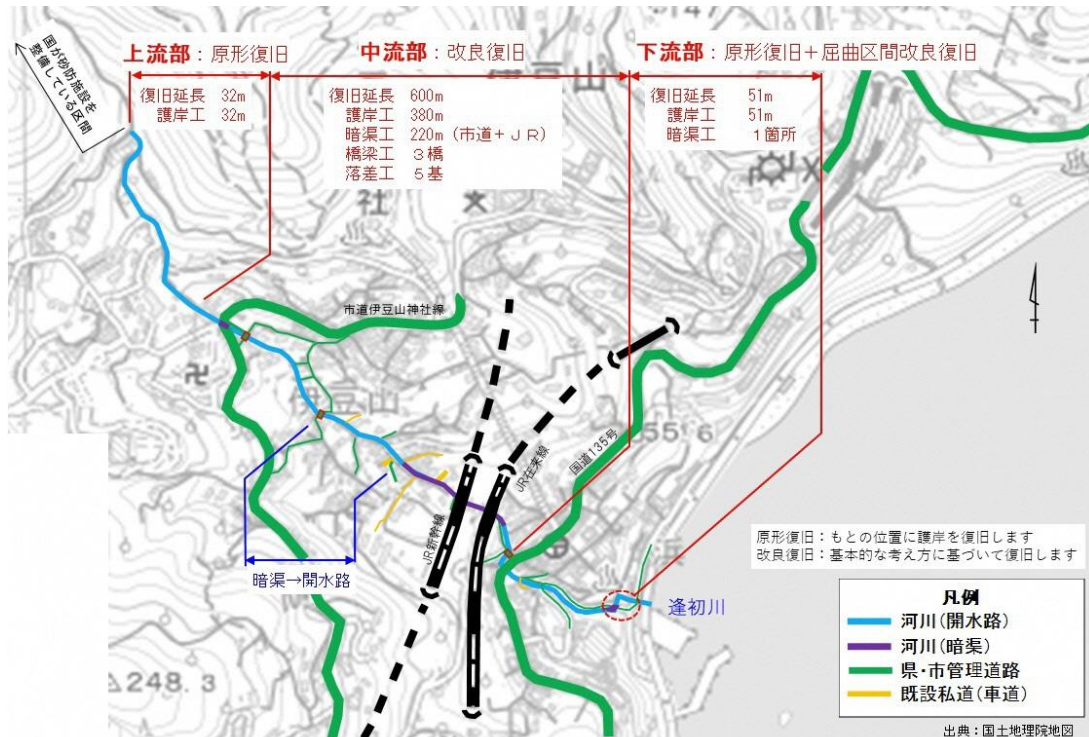 国が砂防施設を
整備している区間
上流部：原形復旧
復旧延長 32m
護岸工 32m
中流部：改良復旧
復旧延長 600m
護岸工 380m
暗渠工 220m（市道+JR）
橋梁工 3橋
落差工 5基
下流部：原形復旧+屈曲区間改良復旧
復旧延長 51m
護岸工 51m
暗渠工 1箇所
伊豆山
社
市道伊豆山神社線
卍
伊豆山
国道135号
55.6
JR在来線
JR新幹線
浜
暗渠→開水路
逢初川
△248.3
原形復旧：もとの位置に護岸を復旧します
改良復旧：基本的な考え方に基づいて復旧します
凡例
河川(開水路)
河川(暗渠)
県・市管理道路
既設私道(車道)
出典：国土地理院地図